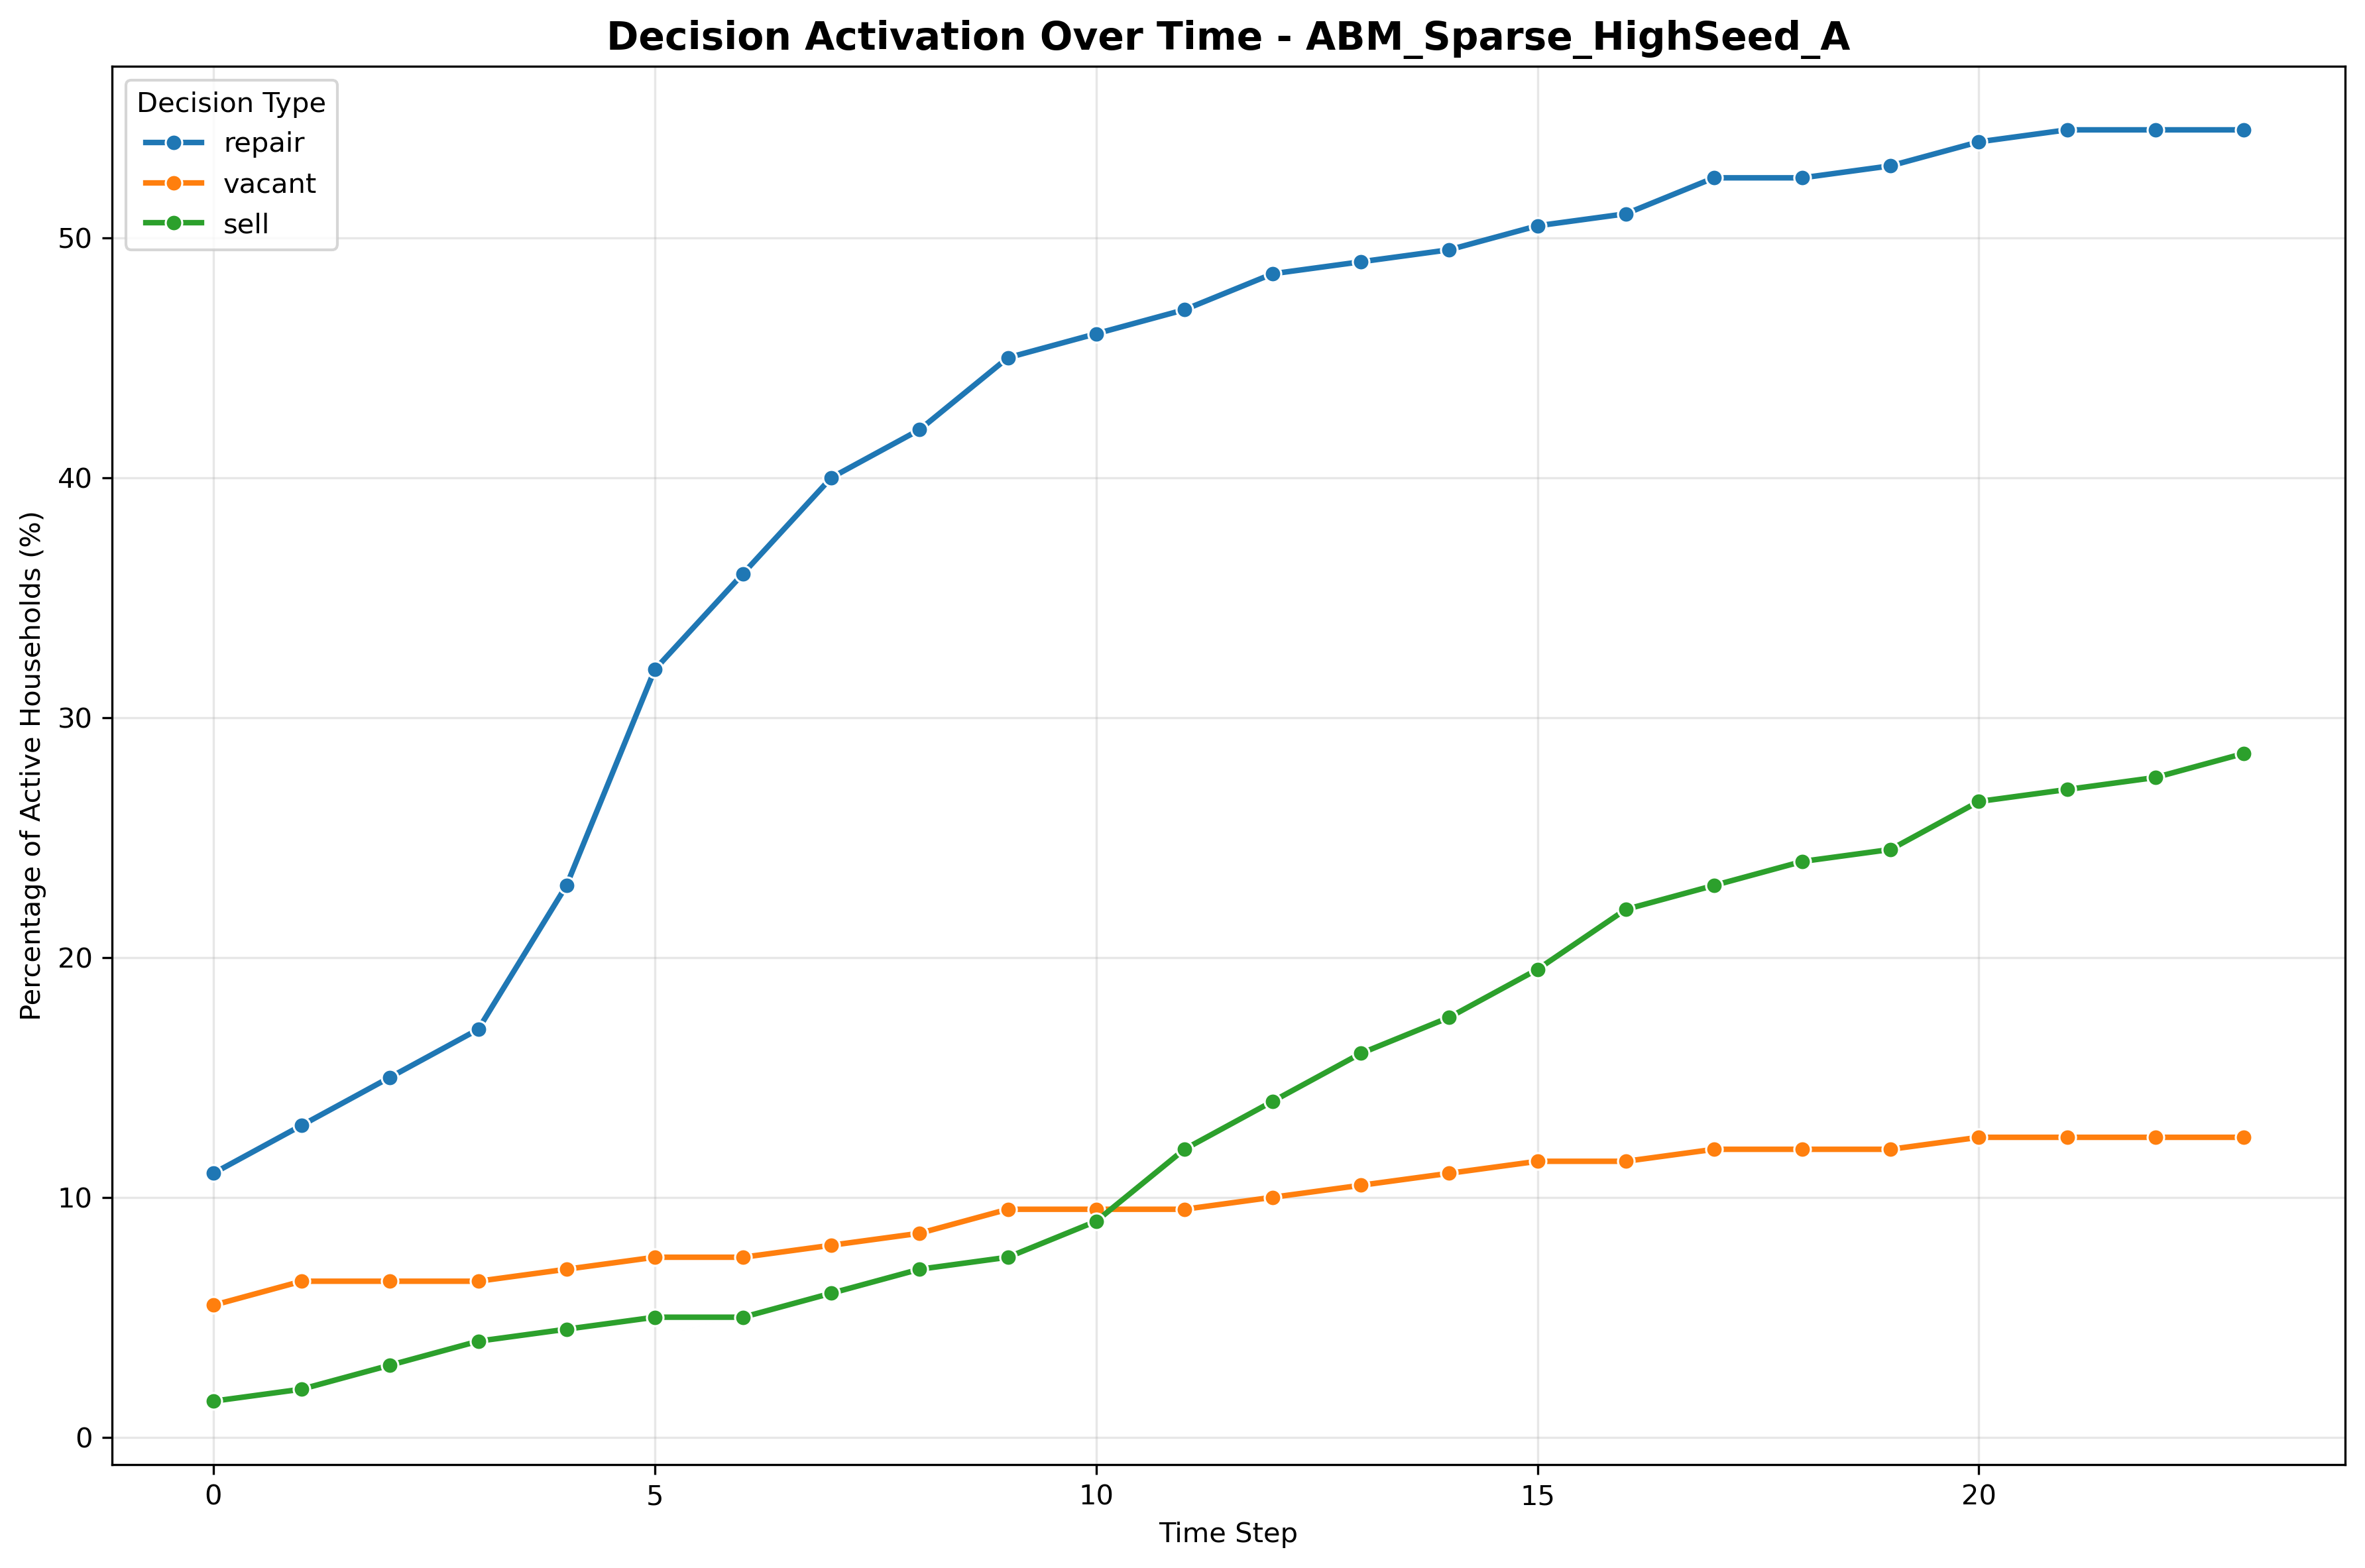 Decision Activation Over Time - ABM_Sparse_HighSeed_A
Decision Type
repair
vacant
sell
Percentage of Active Households (%)
50
40
30
20
10
0
0 5 10 15 20
Time Step